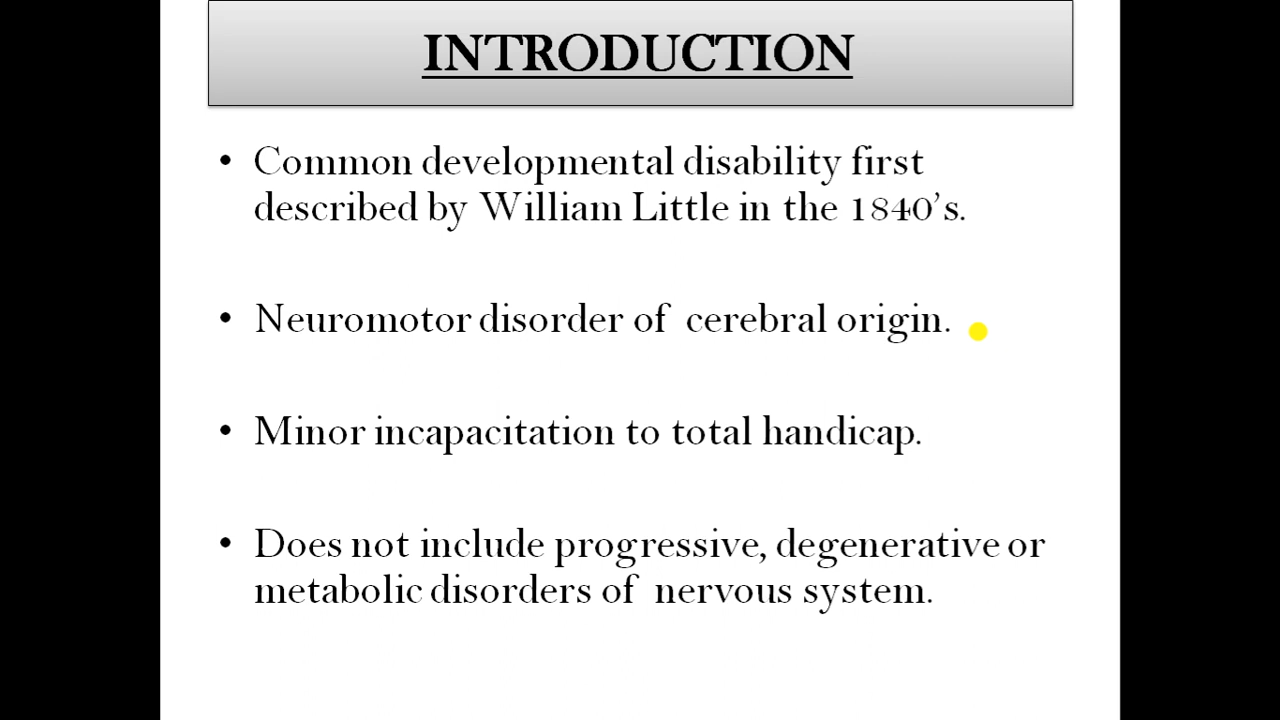 INTRODUCTION
• Common developmental disability first
described by William Little in the 1840’s.
• Neuromotor disorder of cerebral origin.
• Minor incapacitation to total handicap.
• Does not include progressive, degenerative or
metabolic disorders of nervous system.